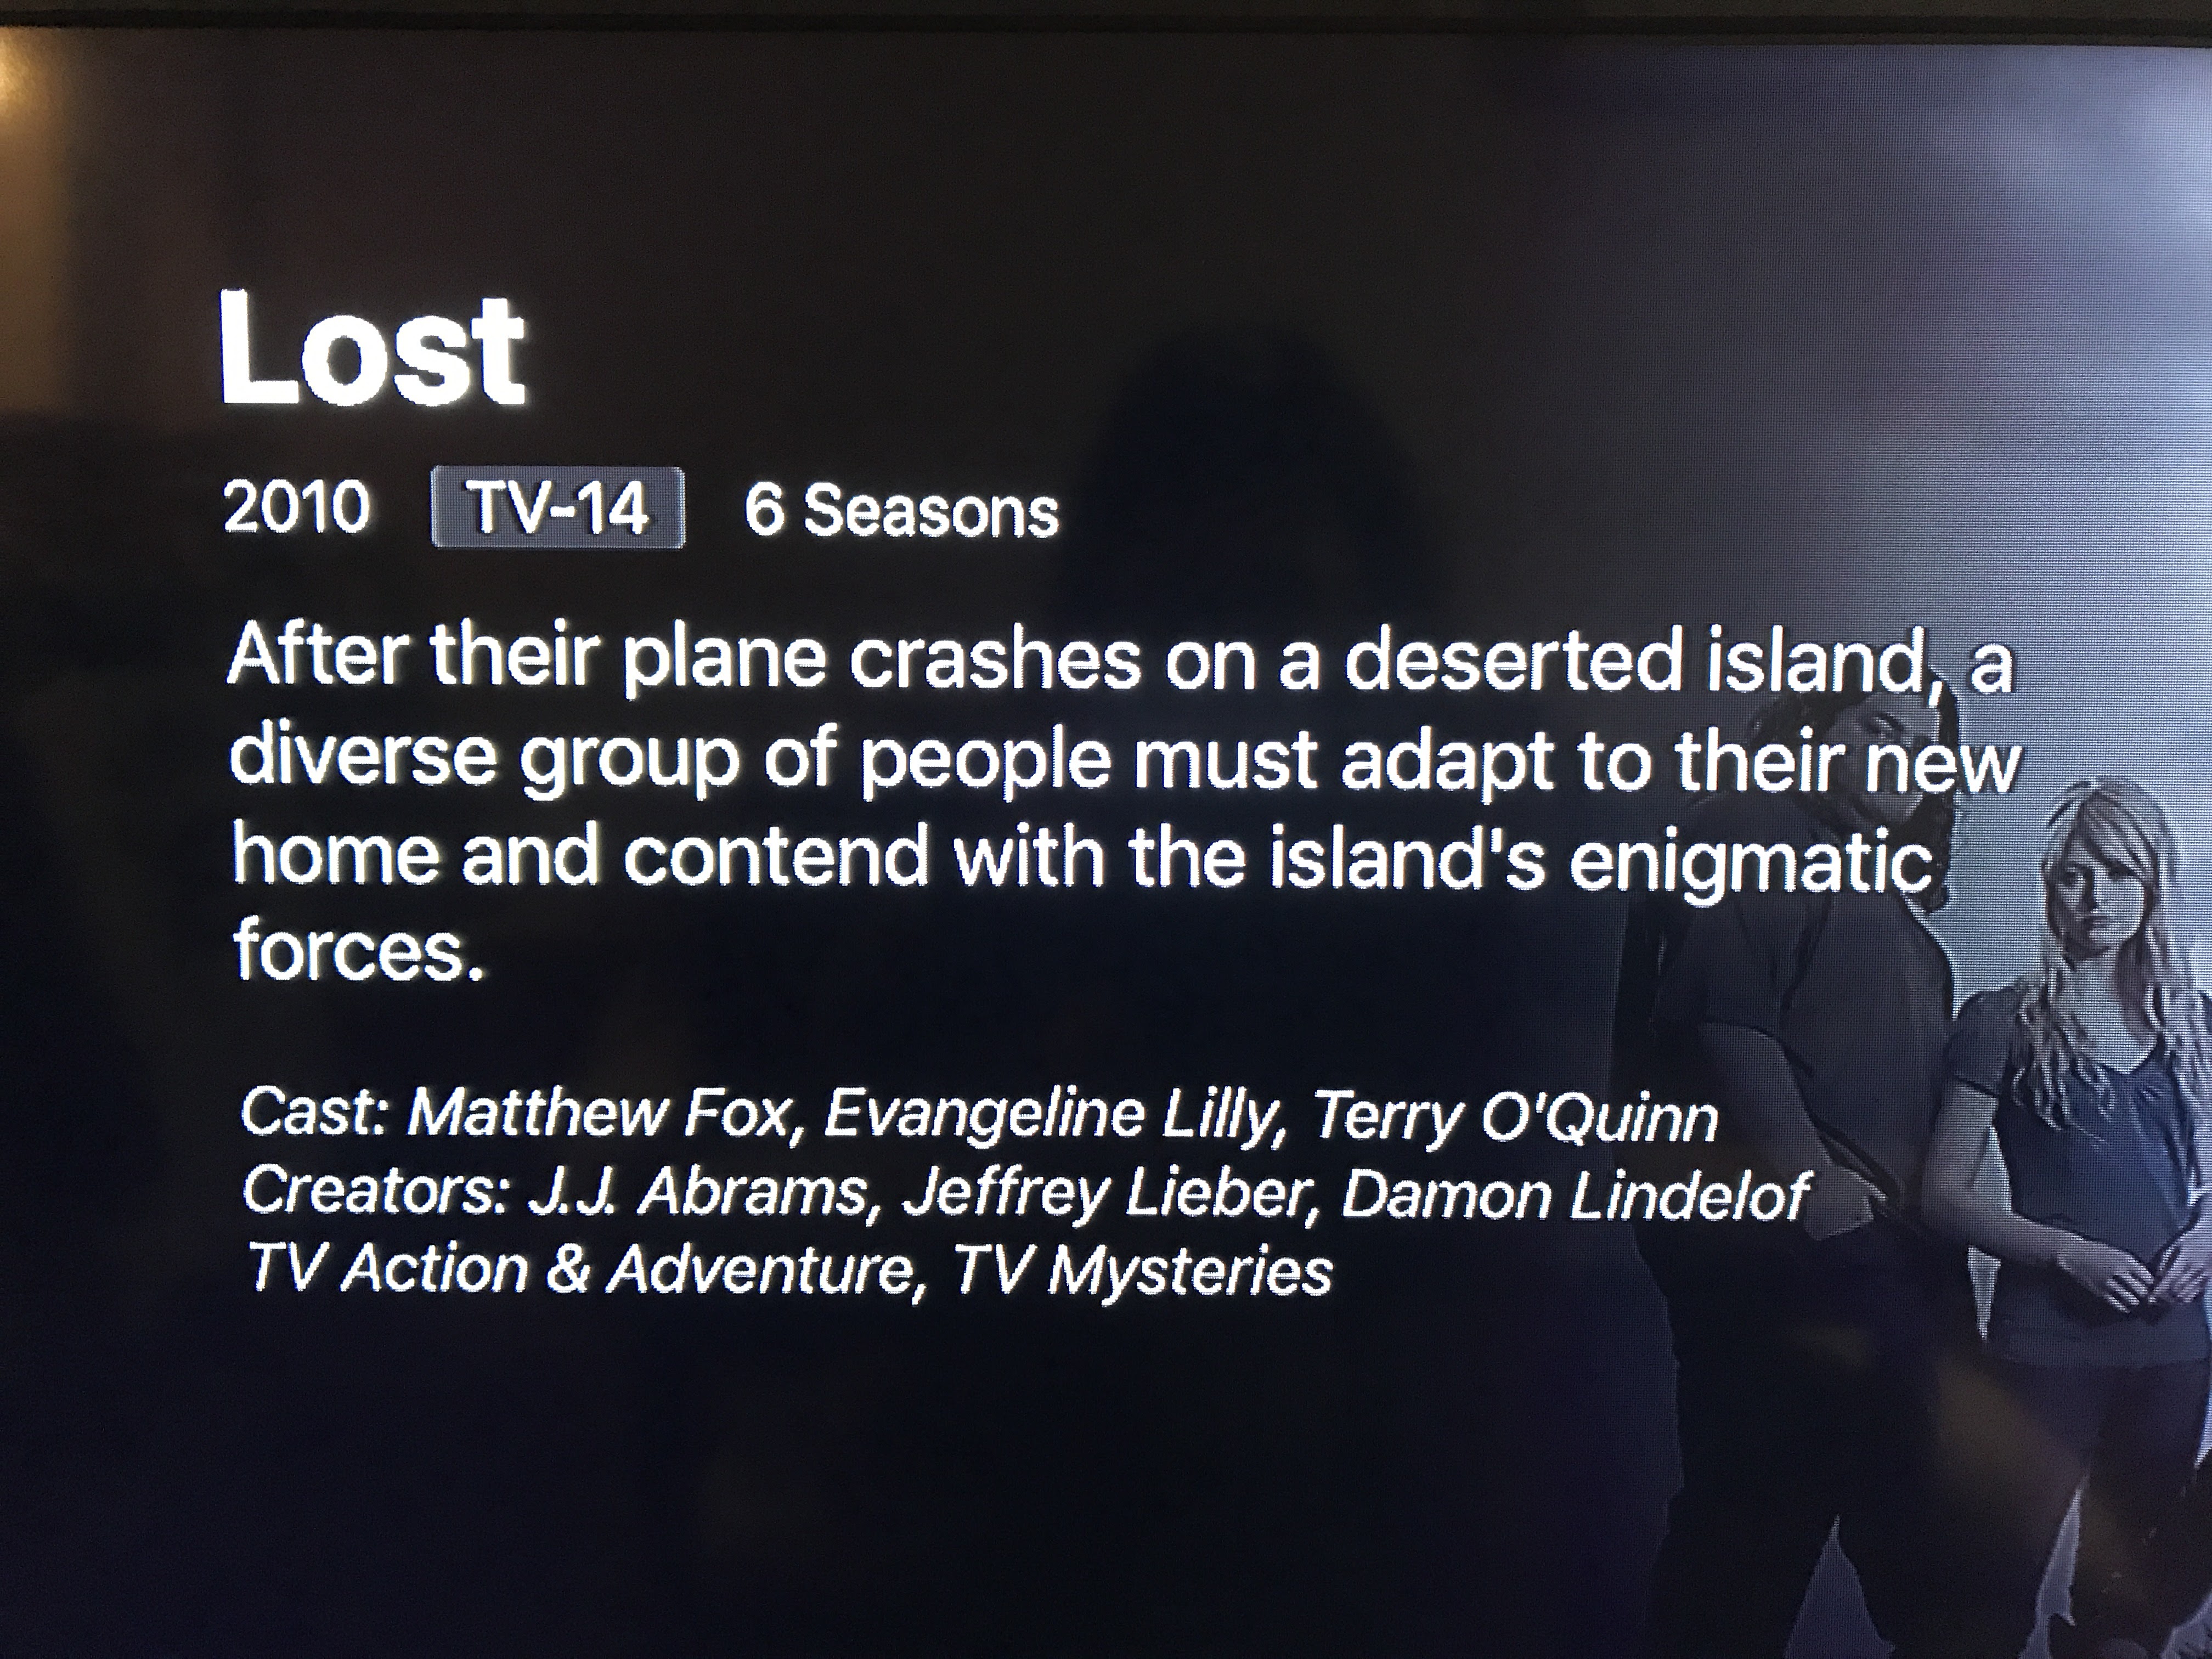 Lost
2010 TV-14 6 Seasons
After their plane crashes on a deserted island, a
diverse group of people must adapt to their new
home and contend with the island's enigmatic
forces.
Cast: Matthew Fox, Evangeline Lilly, Terry O'Quinn
Creators: J.J. Abrams, Jeffrey Lieber, Damon Lindelof
TV Action & Adventure, TV Mysteries